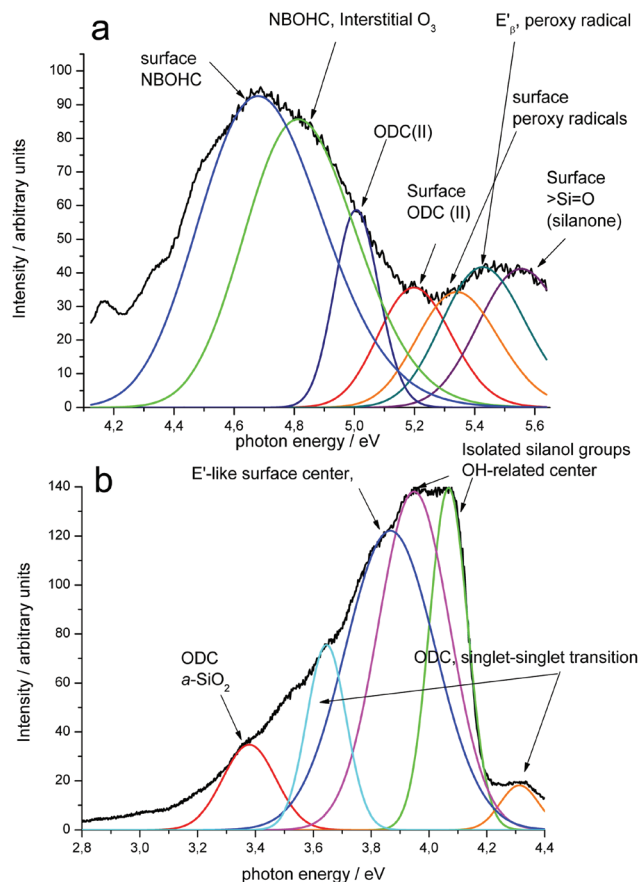 a
surface
NBOHC
NBOHC, Interstitial O3
E'β, peroxy radical
ODC(II)
surface
peroxy radicals
Surface
ODC (II)
Surface
>Si=O
(silanone)
Intensity / arbitrary units
100
90
80
70
60
50
40
30
20
10
0
4,2 4,4 4,6 4,8 5,0 5,2 5,4 5,6
photon energy / eV
b
E'-like surface center,
Isolated silanol groups
OH-related center
ODC
a-SiO2
ODC, singlet-singlet transition
Intensity / arbitrary units
140
120
100
80
60
40
20
0
2,8 3,0 3,2 3,4 3,6 3,8 4,0 4,2 4,4
photon energy / eV